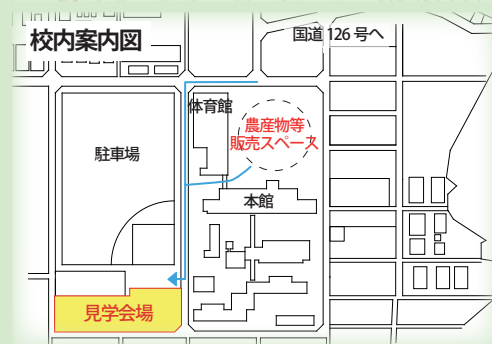 校内案内図
国道 126 号へ
体育館
農産物等
販売スペース
駐車場
本館
見学会場